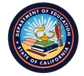 DEPARTMENT OF EDUCATION
STATE OF CALIFORNIA